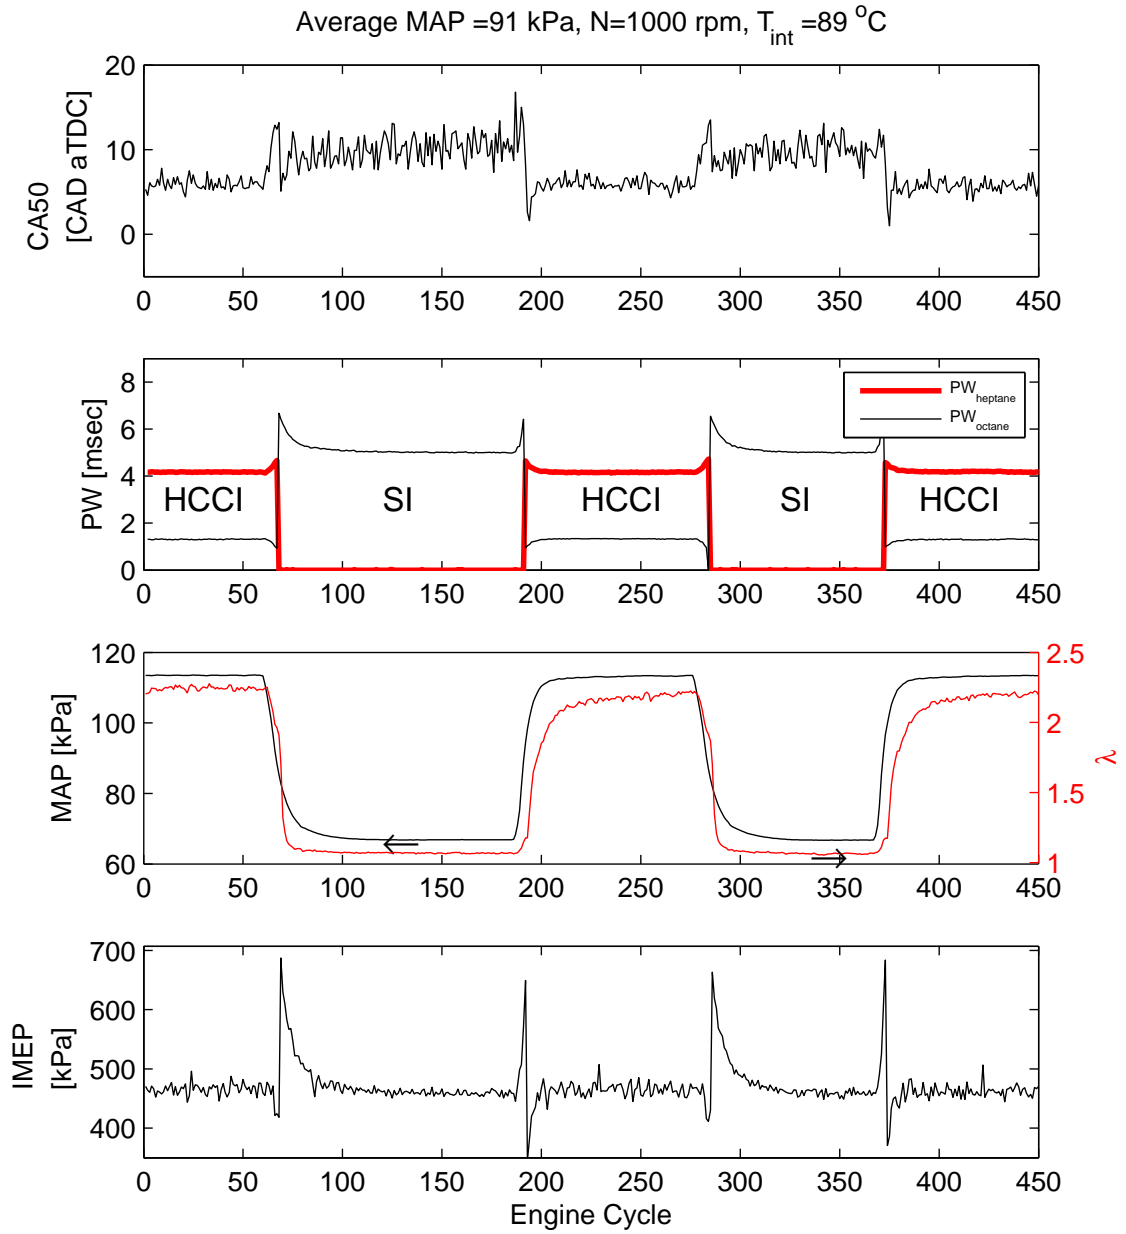 Average MAP =91 kPa, N=1000 rpm, T_int =89 °C
20
10
0
CA50
[CAD aTDC]
0 50 100 150 200 250 300 350 400 450
8
6
4
2
0
PW [msec]
PW_heptane
PW_octane
HCCI SI HCCI SI HCCI
0 50 100 150 200 250 300 350 400 450
120
100
80
60
MAP [kPa]
2.5
2
1.5
1
λ
0 50 100 150 200 250 300 350 400 450
700
600
450
400
IMEP
[kPa]
0 50 100 150 200 250 300 350 400 450
Engine Cycle